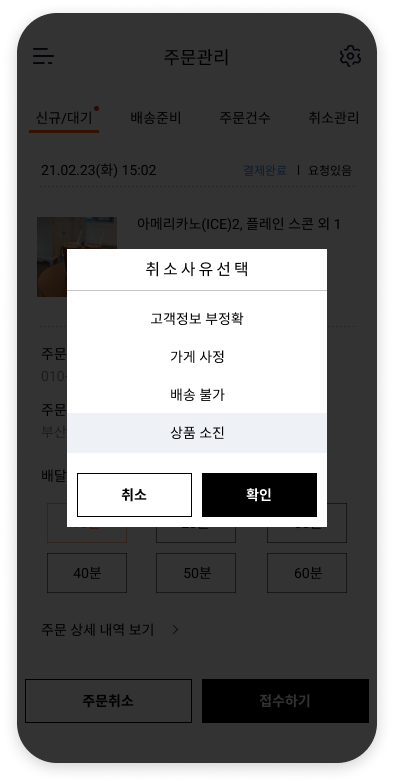 주문관리
신규/대기 배송준비 주문건수 취소관리
21.02.23(화) 15:02 결제완료 | 요청있음
아메리카노(ICE)2, 플레인 스콘 외 1
취소사유선택
고객정보 부정확
가게 사정
배송 불가
상품 소진
취소 확인
주문
010-
주문
부산
배달
40분 50분 60분
주문 상세 내역 보기 >
주문취소 접수하기